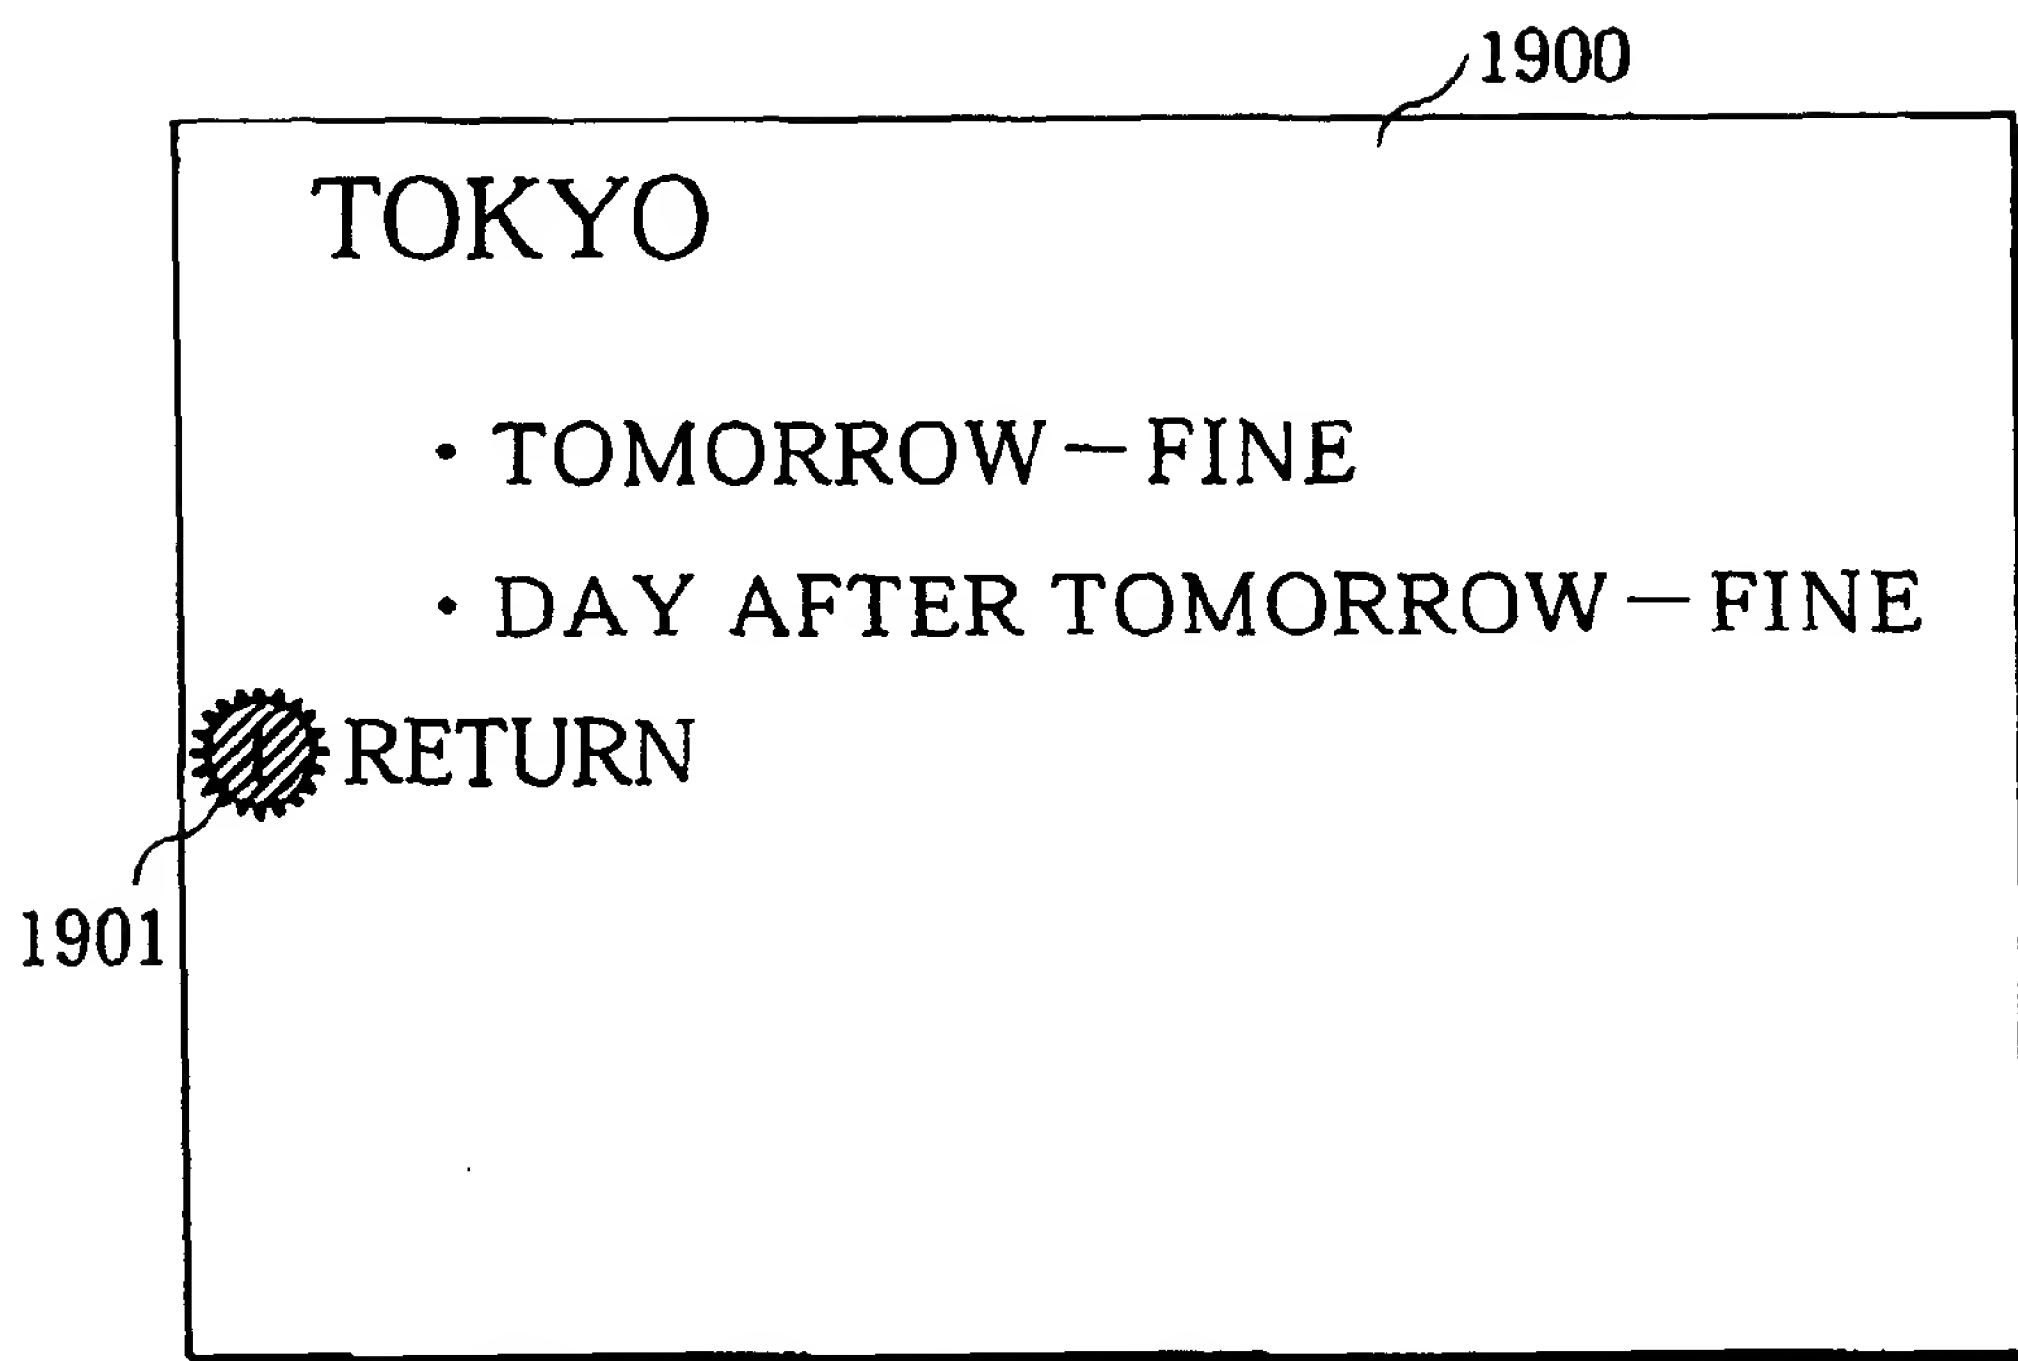 1900
TOKYO
・TOMORROW—FINE
・DAY AFTER TOMORROW—FINE
RETURN
1901